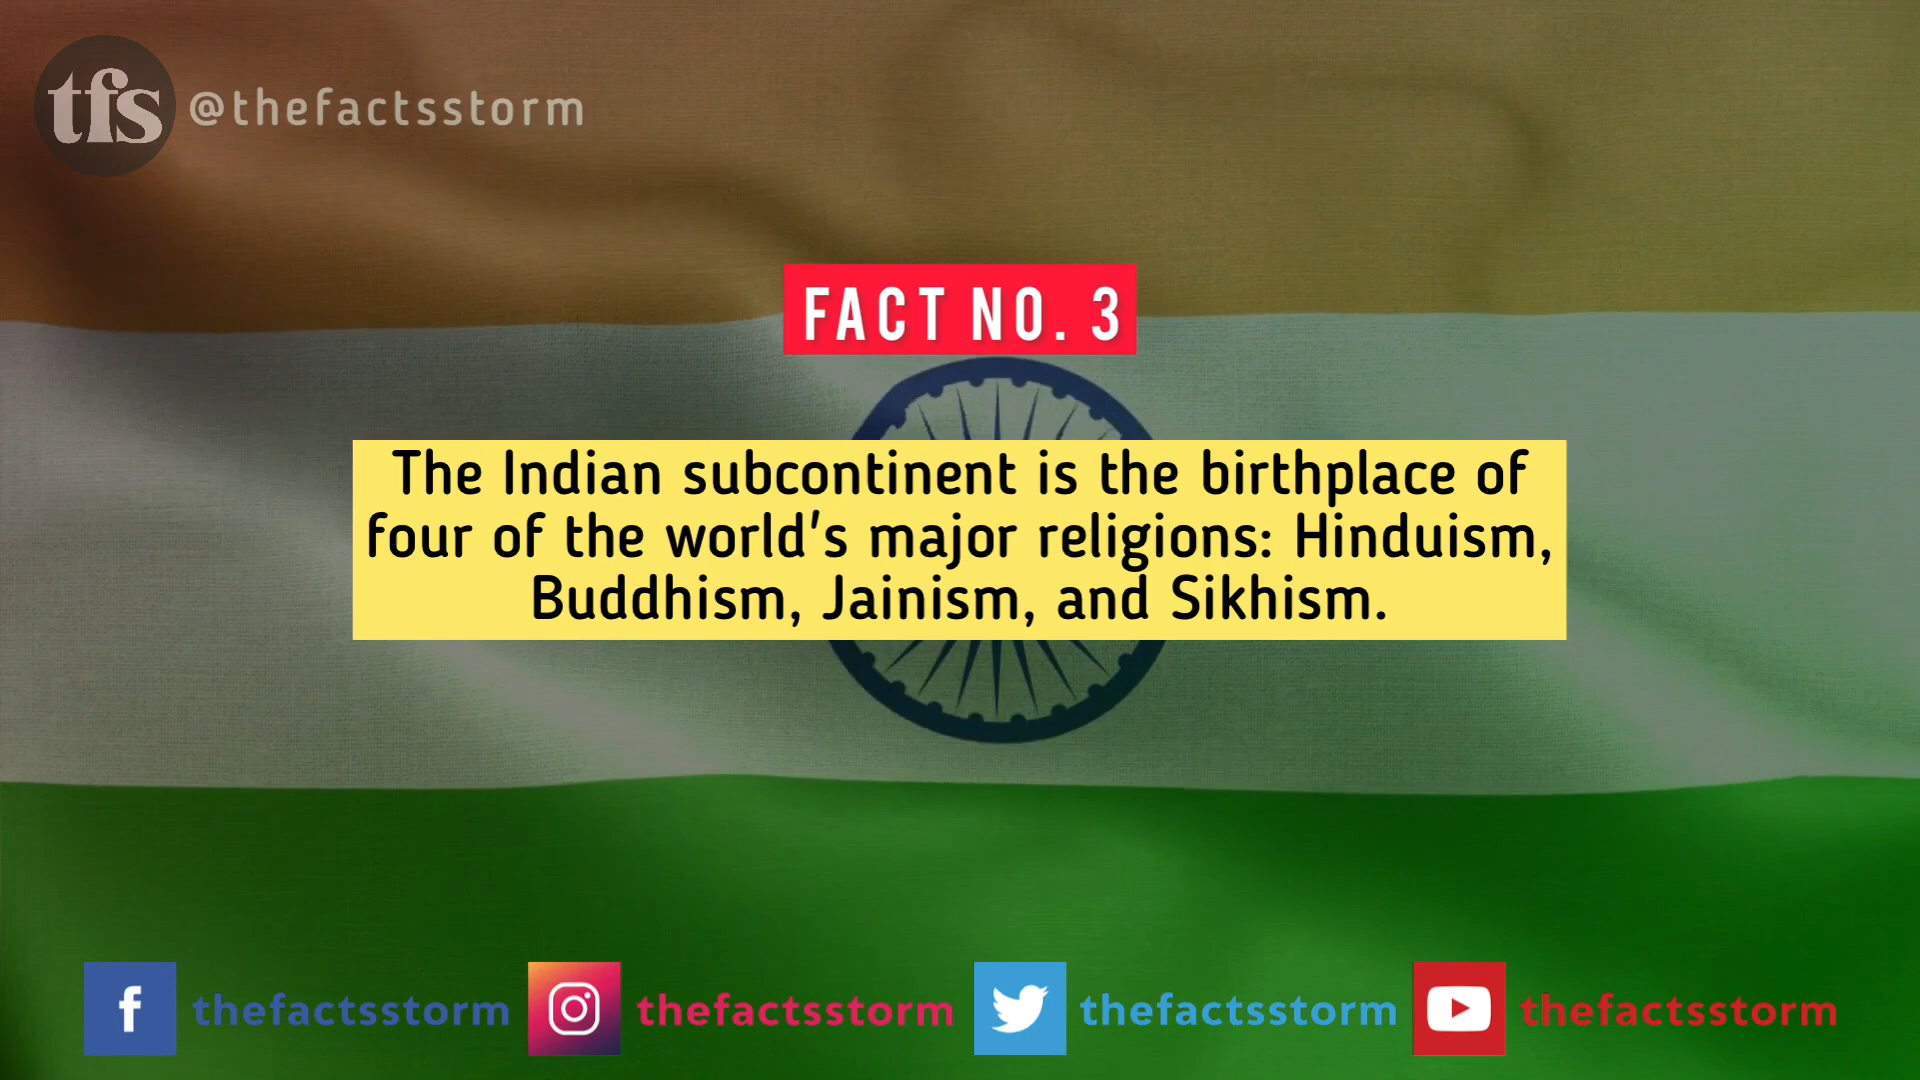 tfs @thefactsstorm
FACT NO. 3
The Indian subcontinent is the birthplace of
four of the world's major religions: Hinduism,
Buddhism, Jainism, and Sikhism.
f thefactsstorm thefactsstorm thefactsstorm thefactsstorm